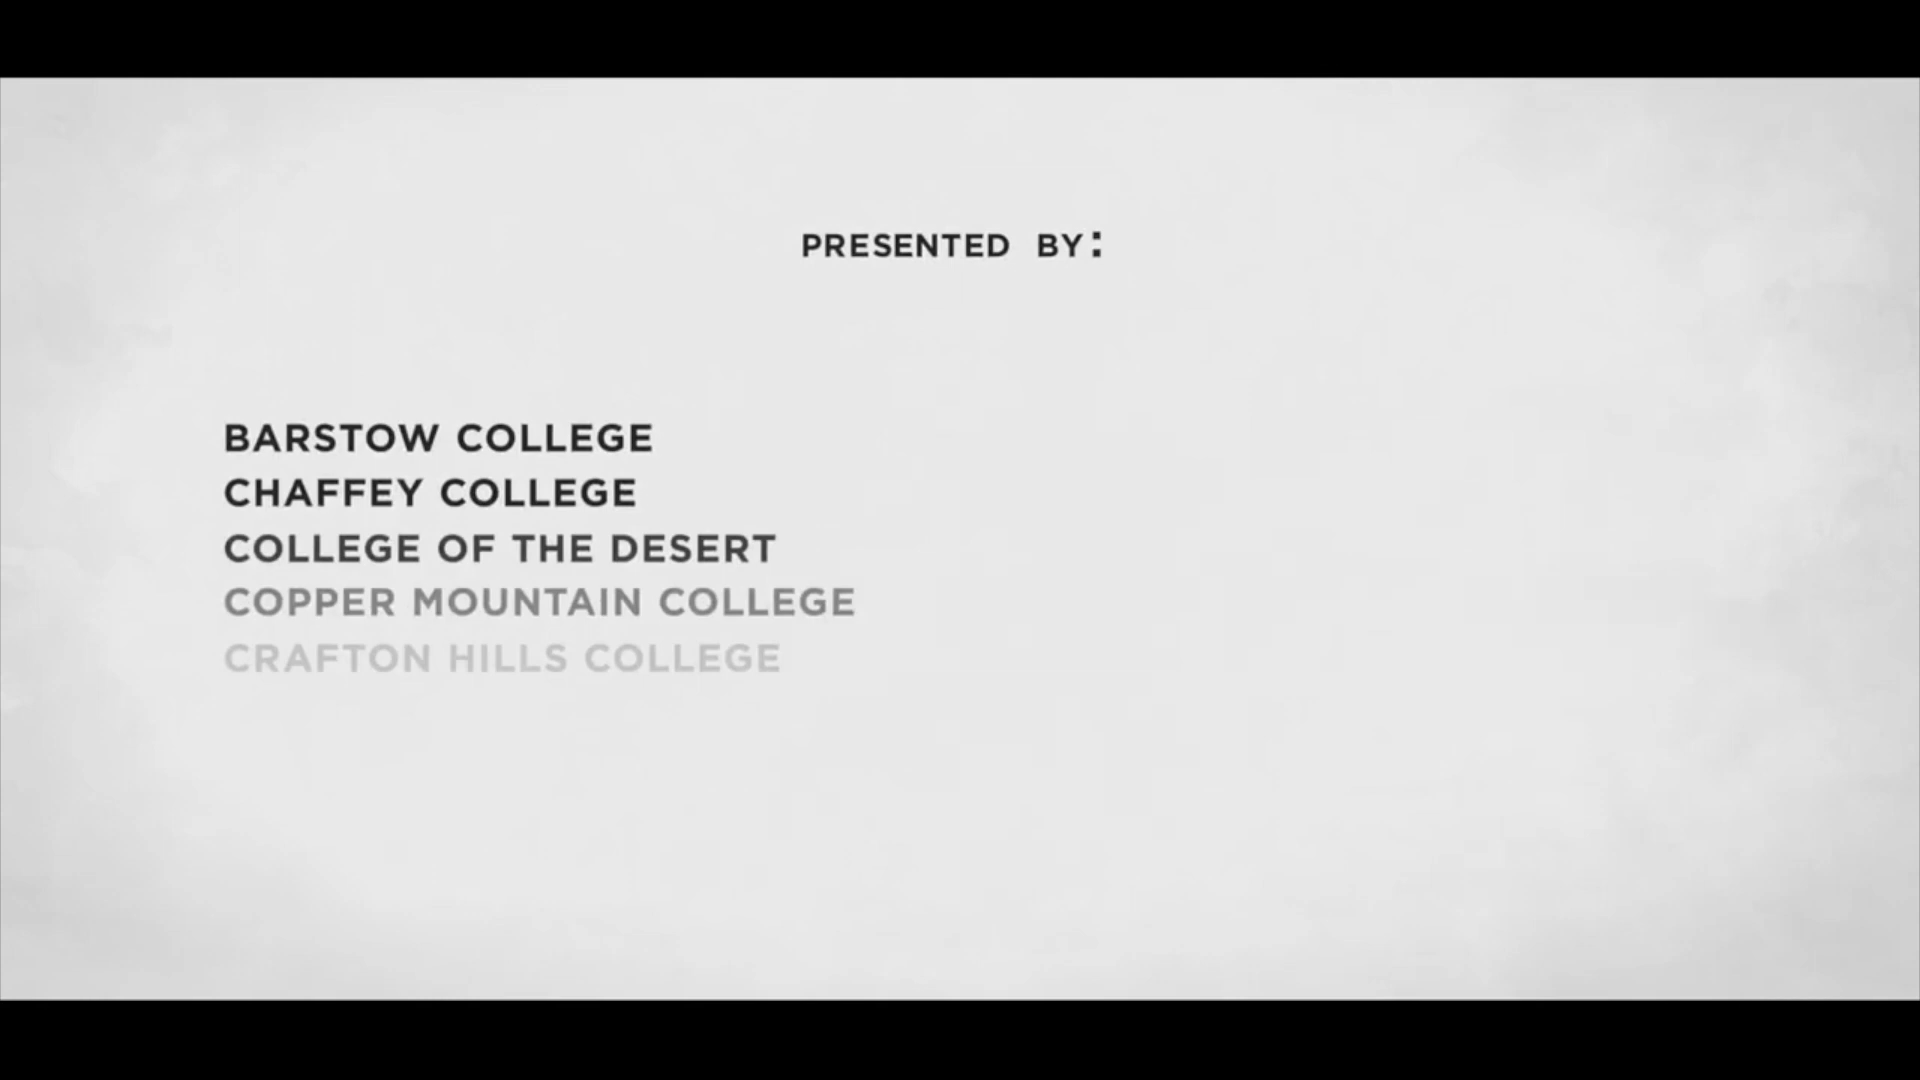 PRESENTED BY:
BARSTOW COLLEGE
CHAFFEY COLLEGE
COLLEGE OF THE DESERT
COPPER MOUNTAIN COLLEGE
CRAFTON HILLS COLLEGE